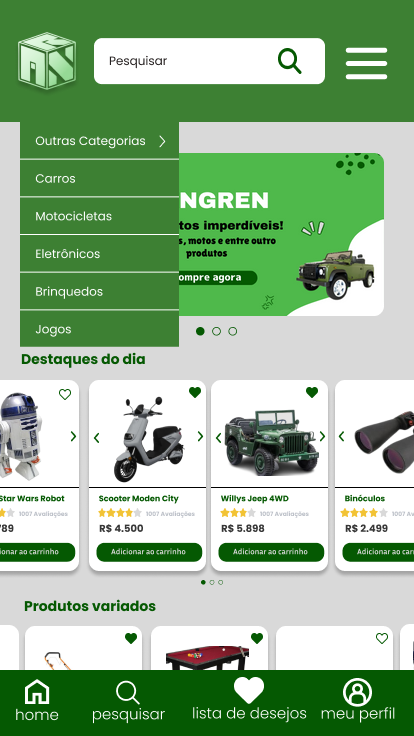 Pesquisar
Outras Categorias
Carros
Motocicletas
Eletrônicos
Brinquedos
Jogos
NGREN
tos imperdíveis!
s, motos e entre outro
produtos
ompre agora
Destaques do dia
Star Wars Robot
1007 Avaliações
789
ionar ao carrinho
Scooter Moden City
1007 Avaliações
R$ 4.500
Adicionar ao carrinho
Willys Jeep 4WD
1007 Avaliações
R$ 5.898
Adicionar ao carrinho
Binóculos
1007 Avaliações
R$ 2.499
Adicionar ao carr
Produtos variados
home
pesquisar
lista de desejos
meu perfil